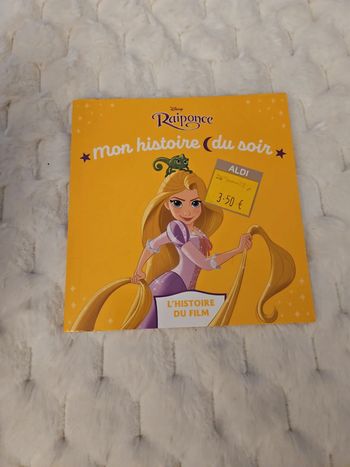 Disney
Raiponce
mon histoire du soir
ALDI
3.50 €
L'HISTOIRE
DU FILM